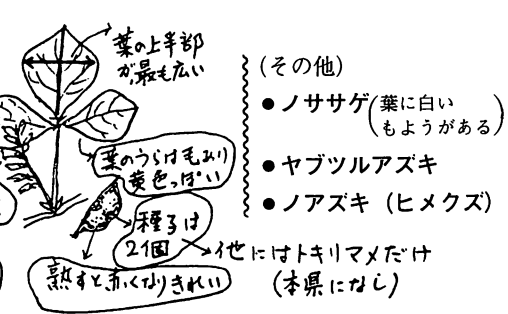 葉の上半部
が最も広い
葉のうらは毛あり
黄色っぽい
種子は
2個
他にはトキリマメだけ
(本県になし)
熟すと赤くなりきれい
(その他)
●ノササゲ(葉に白い
もようがある)
●ヤブツルアズキ
●ノアズキ(ヒメクズ)